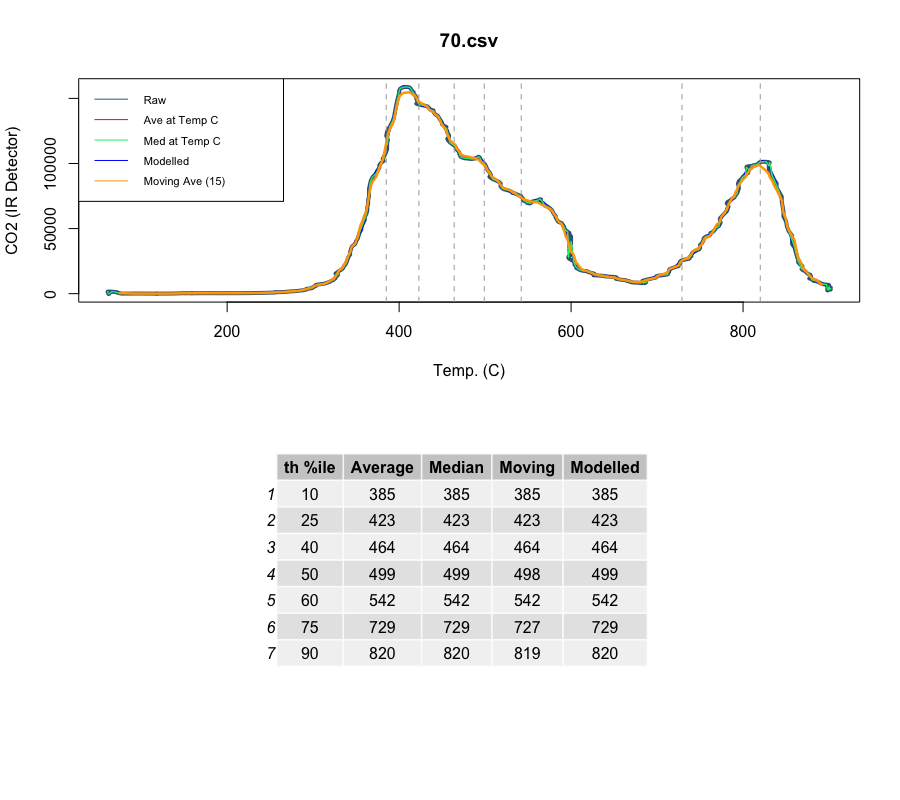 70.csv
Raw
Ave at Temp C
Med at Temp C
Modelled
Moving Ave (15)
CO2 (IR Detector)
0
50000
100000
200
400
600
800
Temp. (C)
th %ile Average Median Moving Modelled
1 10 385 385 385 385
2 25 423 423 423 423
3 40 464 464 464 464
4 50 499 499 498 499
5 60 542 542 542 542
6 75 729 729 727 729
7 90 820 820 819 820